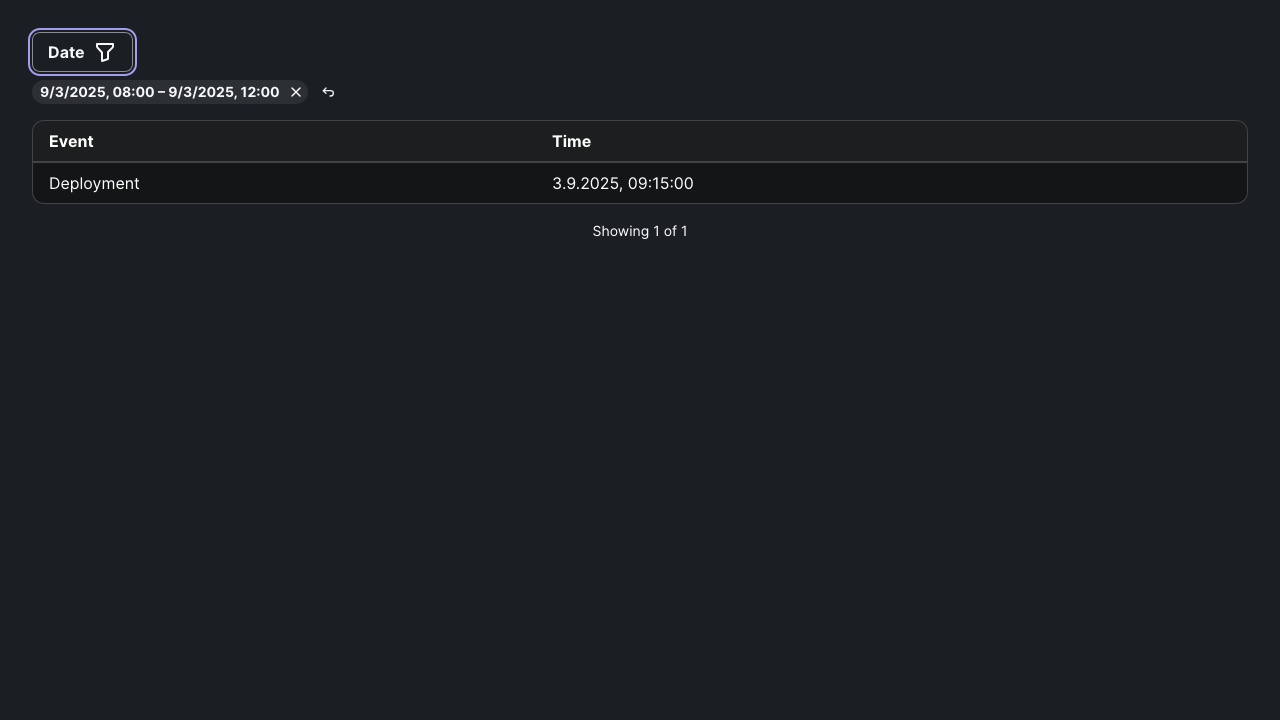 Date
9/3/2025, 08:00 – 9/3/2025, 12:00
Event Time
Deployment 3.9.2025, 09:15:00
Showing 1 of 1